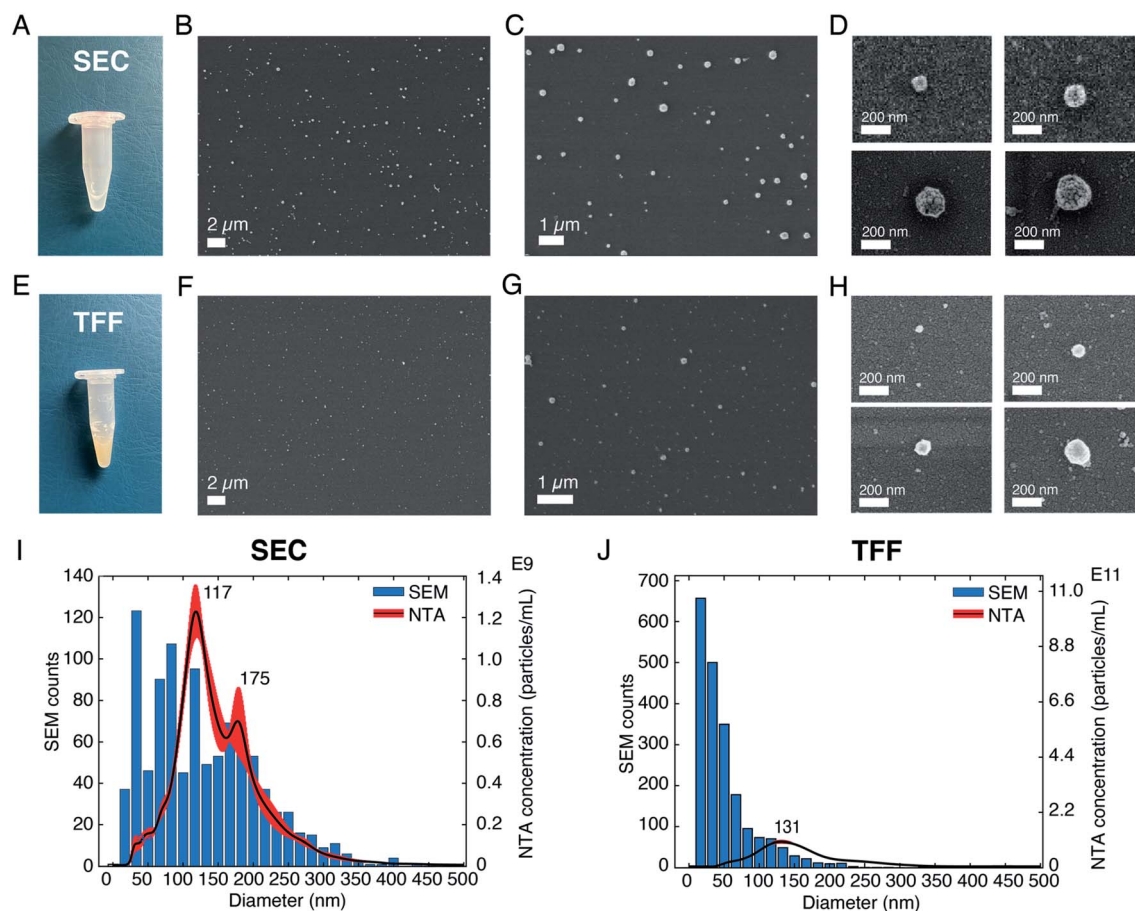 A
SEC
B
2 µm
C
1 µm
D
200 nm
200 nm
200 nm
200 nm
E
TFF
F
2 µm
G
1 µm
H
200 nm
200 nm
200 nm
200 nm
I
SEC
E9
140
120
100
80
60
40
20
0
SEM counts
1.4
1.2
1.0
0.8
0.6
0.4
0.2
0
NTA concentration (particles/mL)
117
175
SEM
NTA
0 50 100 150 200 250 300 350 400 450 500
Diameter (nm)
J
TFF
E11
700
600
500
400
300
200
100
0
SEM counts
11.0
8.8
6.6
4.4
2.2
0
NTA concentration (particles/mL)
131
SEM
NTA
0 50 100 150 200 250 300 350 400 450 500
Diameter (nm)